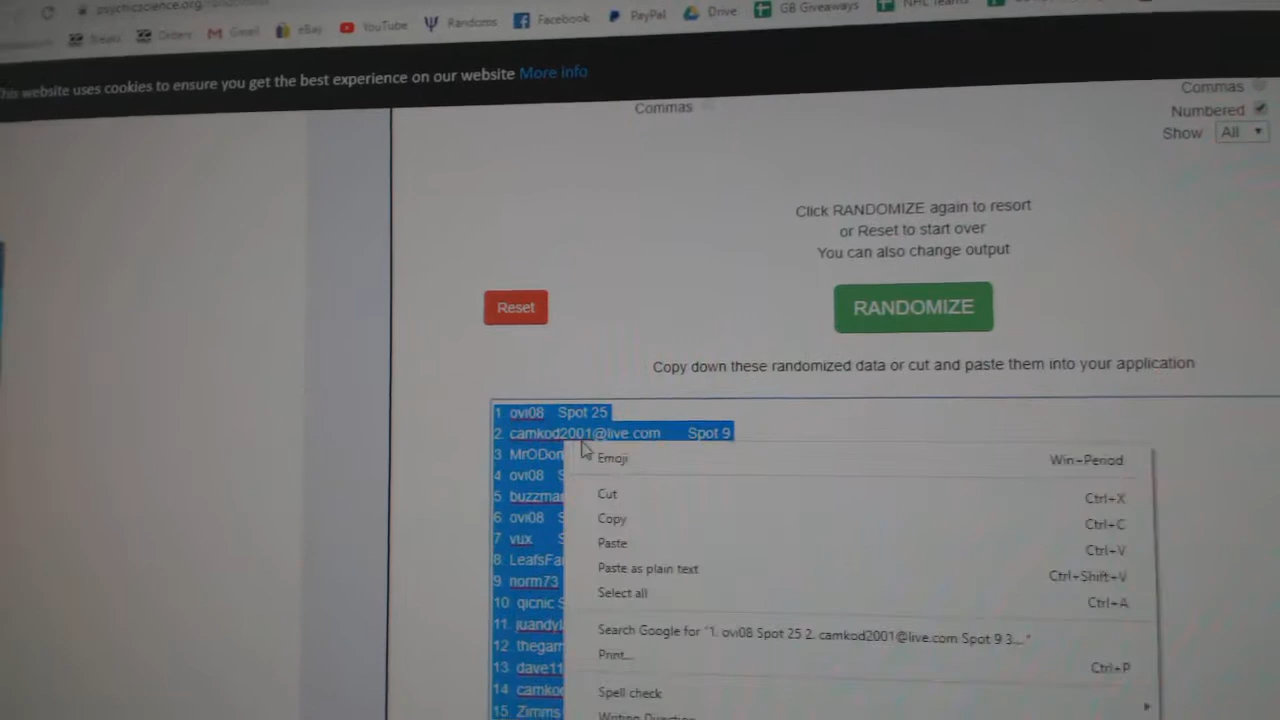 psychicscience.org
Orders Gmail eBay YouTube Randoms Facebook PayPal Drive GB Giveaways NHL Teams
This website uses cookies to ensure you get the best experience on our website More info
Commas
Commas
Numbered
Show All
Click RANDOMIZE again to resort
or Reset to start over
You can also change output
Reset
RANDOMIZE
Copy down these randomized data or cut and paste them into your application
1. ovi08 Spot 25
2. camkod2001@live.com Spot 9
3. MrODon
4. ovi08 S
5. buzzma
6. ovi08 S
7. vux S
8. LeafsFa
9. norm73
10. qicnic S
11. juandyl
12. thegam
13. dave11
14. camko
15. Zimms
Emoji Win+Period
Cut Ctrl+X
Copy Ctrl+C
Paste Ctrl+V
Paste as plain text Ctrl+Shift+V
Select all Ctrl+A
Search Google for "1. ovi08 Spot 25 2. camkod2001@live.com Spot 9 3..."
Print... Ctrl+P
Spell check
Writing Direction